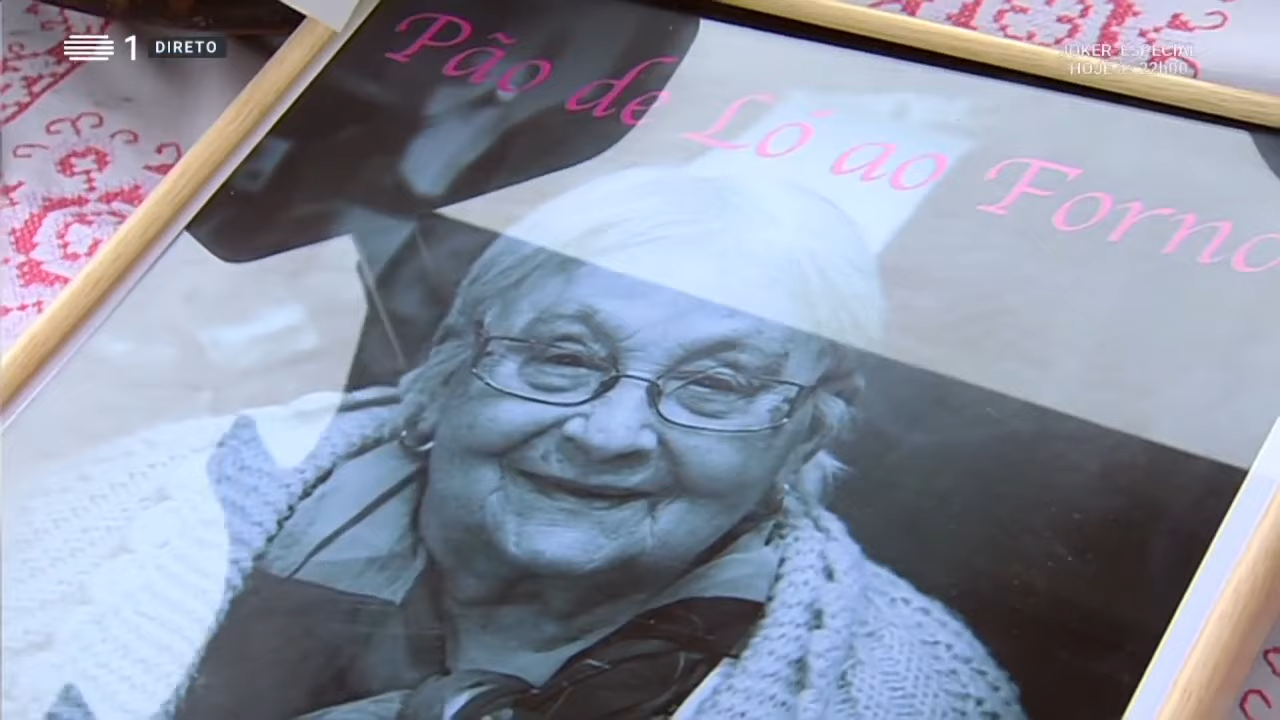 1 DIRETO
JOKER ESPECIAL
HOJE • 22h00
Pão de Ló ao Forno